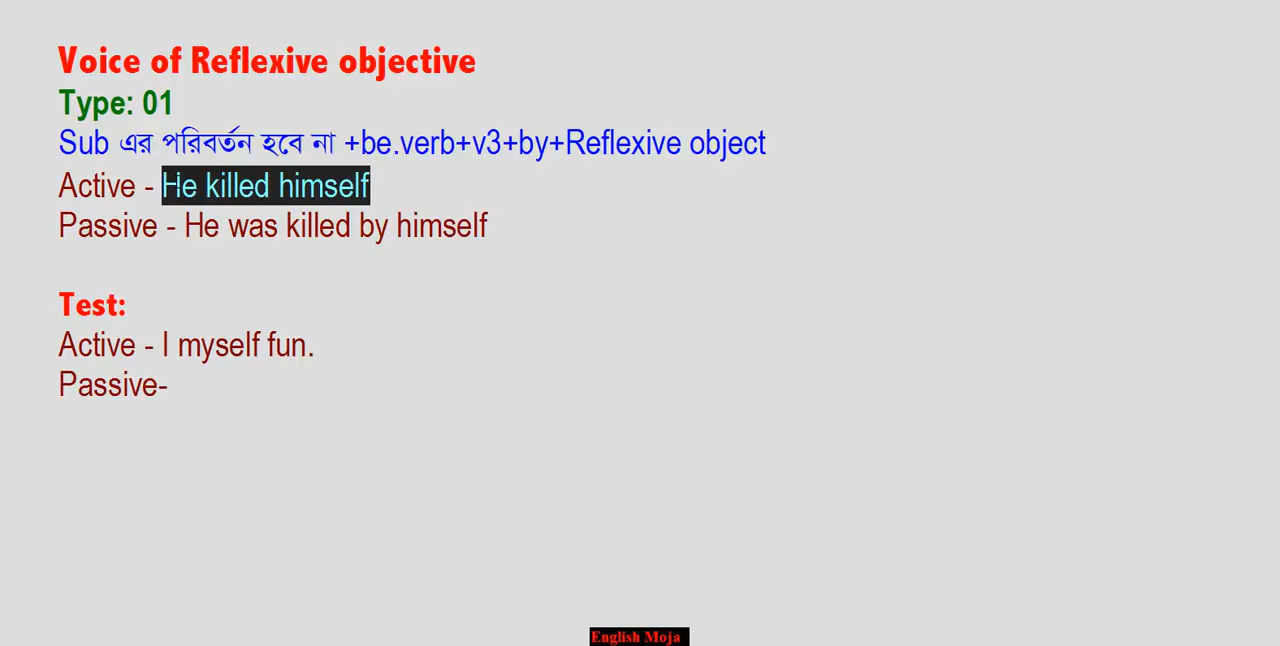 Voice of Reflexive objective
Type: 01
Sub এর পরিবর্তন হবে না +be.verb+v3+by+Reflexive object
Active - He killed himself
Passive - He was killed by himself
Test:
Active - I myself fun.
Passive-
English Moja